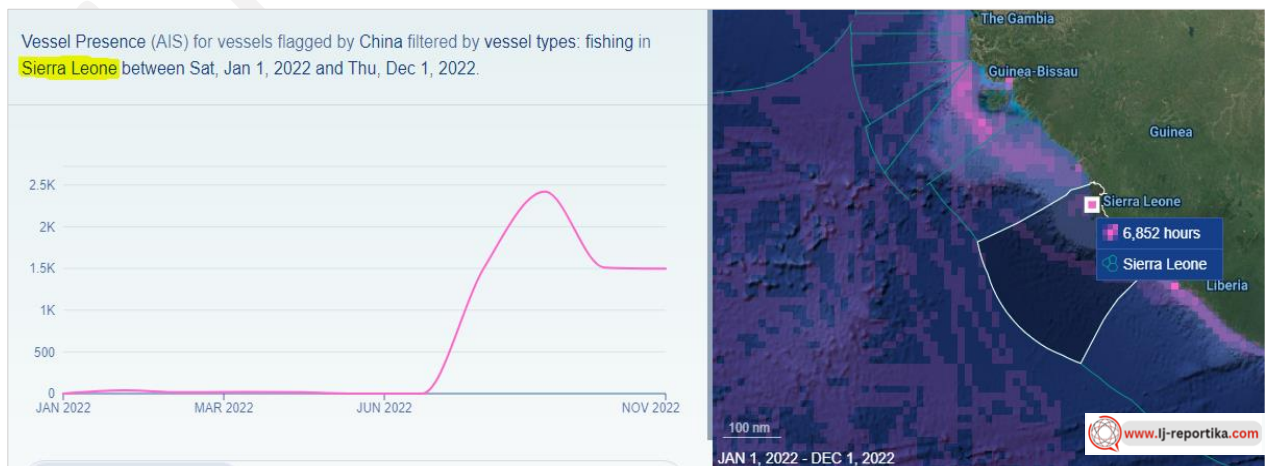 Vessel Presence (AIS) for vessels flagged by China filtered by vessel types: fishing in
Sierra Leone between Sat, Jan 1, 2022 and Thu, Dec 1, 2022.
2.5K
2K
1.5K
1K
500
0
JAN 2022
MAR 2022
JUN 2022
NOV 2022
The Gambia
Guinea-Bissau
Guinea
Sierra Leone
6,852 hours
Sierra Leone
Liberia
100 nm
JAN 1, 2022 - DEC 1, 2022
www.lj-reportika.com